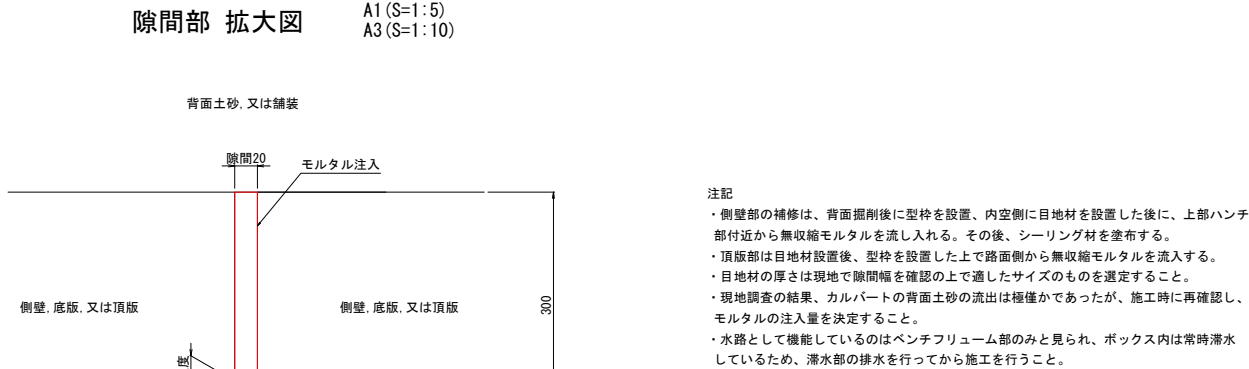 隙間部 拡大図
A1(S=1:5)
A3(S=1:10)
背面土砂,又は舗装
隙間20
モルタル注入
側壁,底版,又は頂版
側壁,底版,又は頂版
300
度
注記
・側壁部の補修は、背面掘削後に型枠を設置、内空側に目地材を設置した後に、上部ハンチ
部付近から無収縮モルタルを流し入れる。その後、シーリング材を塗布する。
・頂版部は目地材設置後、型枠を設置した上で路面側から無収縮モルタルを流入する。
・目地材の厚さは現地で隙間幅を確認の上で適したサイズのものを選定すること。
・現地調査の結果、カルバートの背面土砂の流出は極僅かであったが、施工時に再確認し、
モルタルの注入量を決定すること。
・水路として機能しているのはベンチフリューム部のみと見られ、ボックス内は常時滞水
しているため、滞水部の排水を行ってから施工を行うこと。